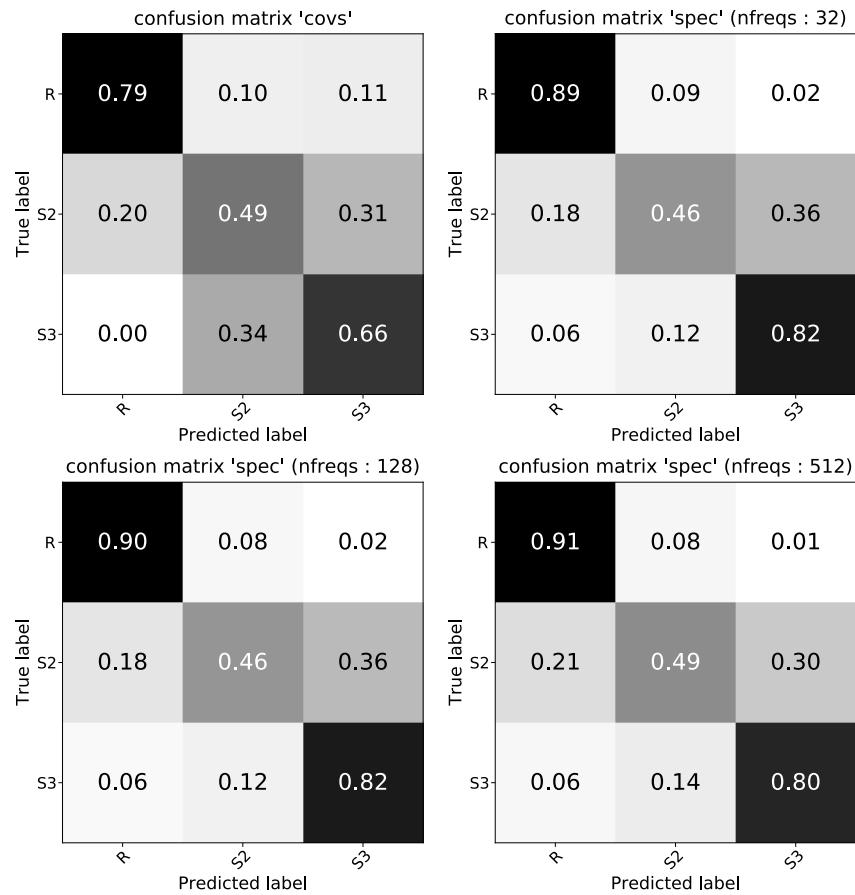 confusion matrix 'covs'
R 0.79 0.10 0.11
S2 0.20 0.49 0.31
S3 0.00 0.34 0.66
True label
R S2 S3
Predicted label
confusion matrix 'spec' (nfreqs : 32)
R 0.89 0.09 0.02
S2 0.18 0.46 0.36
S3 0.06 0.12 0.82
True label
R S2 S3
Predicted label
confusion matrix 'spec' (nfreqs : 128)
R 0.90 0.08 0.02
S2 0.18 0.46 0.36
S3 0.06 0.12 0.82
True label
R S2 S3
Predicted label
confusion matrix 'spec' (nfreqs : 512)
R 0.91 0.08 0.01
S2 0.21 0.49 0.30
S3 0.06 0.14 0.80
True label
R S2 S3
Predicted label